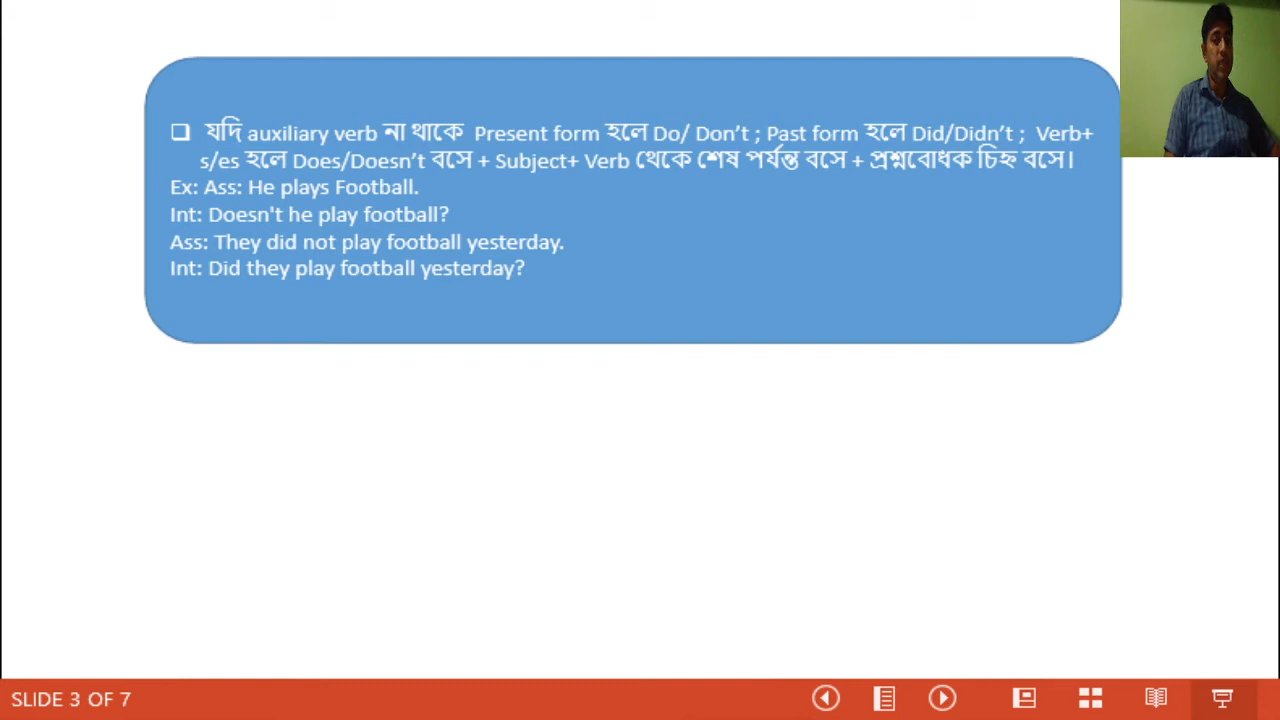 ❑ যদি auxiliary verb না থাকে Present form হলে Do/ Don't ; Past form হলে Did/Didn't ; Verb+
s/es হলে Does/Doesn't বসে + Subject+ Verb থেকে শেষ পর্যন্ত বসে + প্রশ্নবোধক চিহ্ন বসে।
Ex: Ass: He plays Football.
Int: Doesn't he play football?
Ass: They did not play football yesterday.
Int: Did they play football yesterday?
SLIDE 3 OF 7